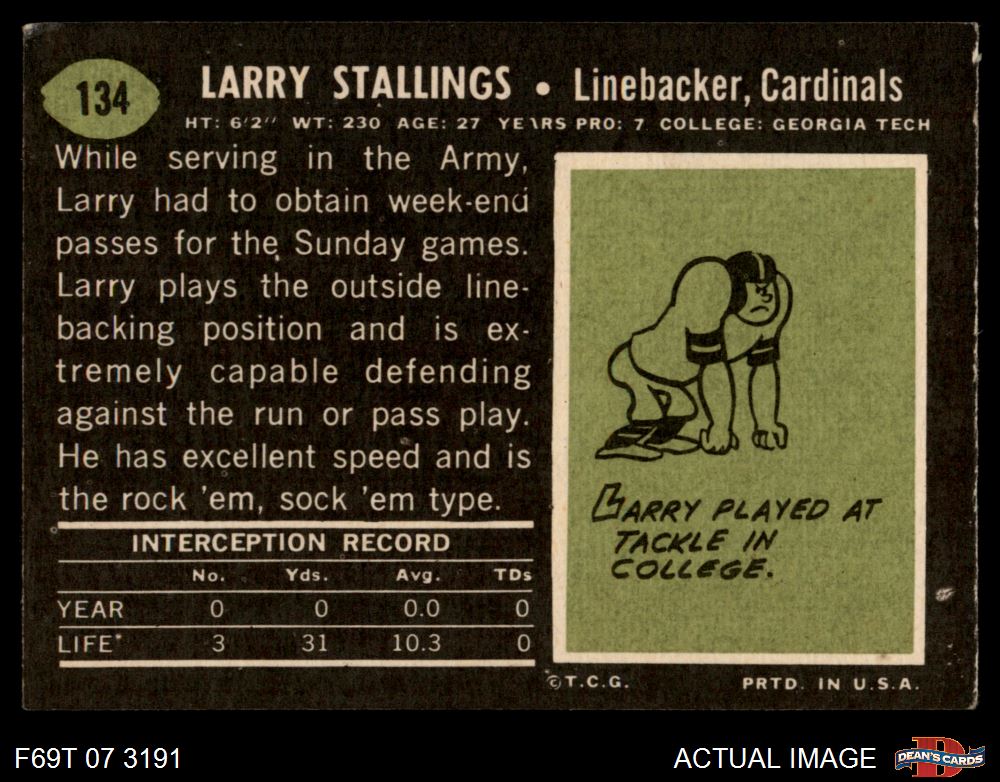 134
LARRY STALLINGS • Linebacker, Cardinals
HT: 6'2" WT: 230 AGE: 27 YEARS PRO: 7 COLLEGE: GEORGIA TECH
While serving in the Army,
Larry had to obtain week-end
passes for the Sunday games.
Larry plays the outside line-
backing position and is ex-
tremely capable defending
against the run or pass play.
He has excellent speed and is
the rock 'em, sock 'em type.
INTERCEPTION RECORD
No. Yds. Avg. TDs
YEAR 0 0 0.0 0
LIFE* 3 31 10.3 0
LARRY PLAYED AT
TACKLE IN
COLLEGE.
©T.C.G. PRTD. IN U.S.A.
F69T 07 3191
ACTUAL IMAGE
D
DEAN'S CARDS